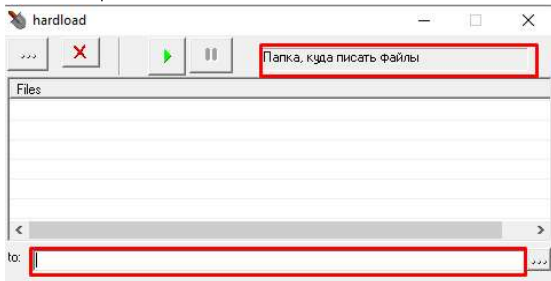 hardload
...
Папка, куда писать файлы
Files
to:
...